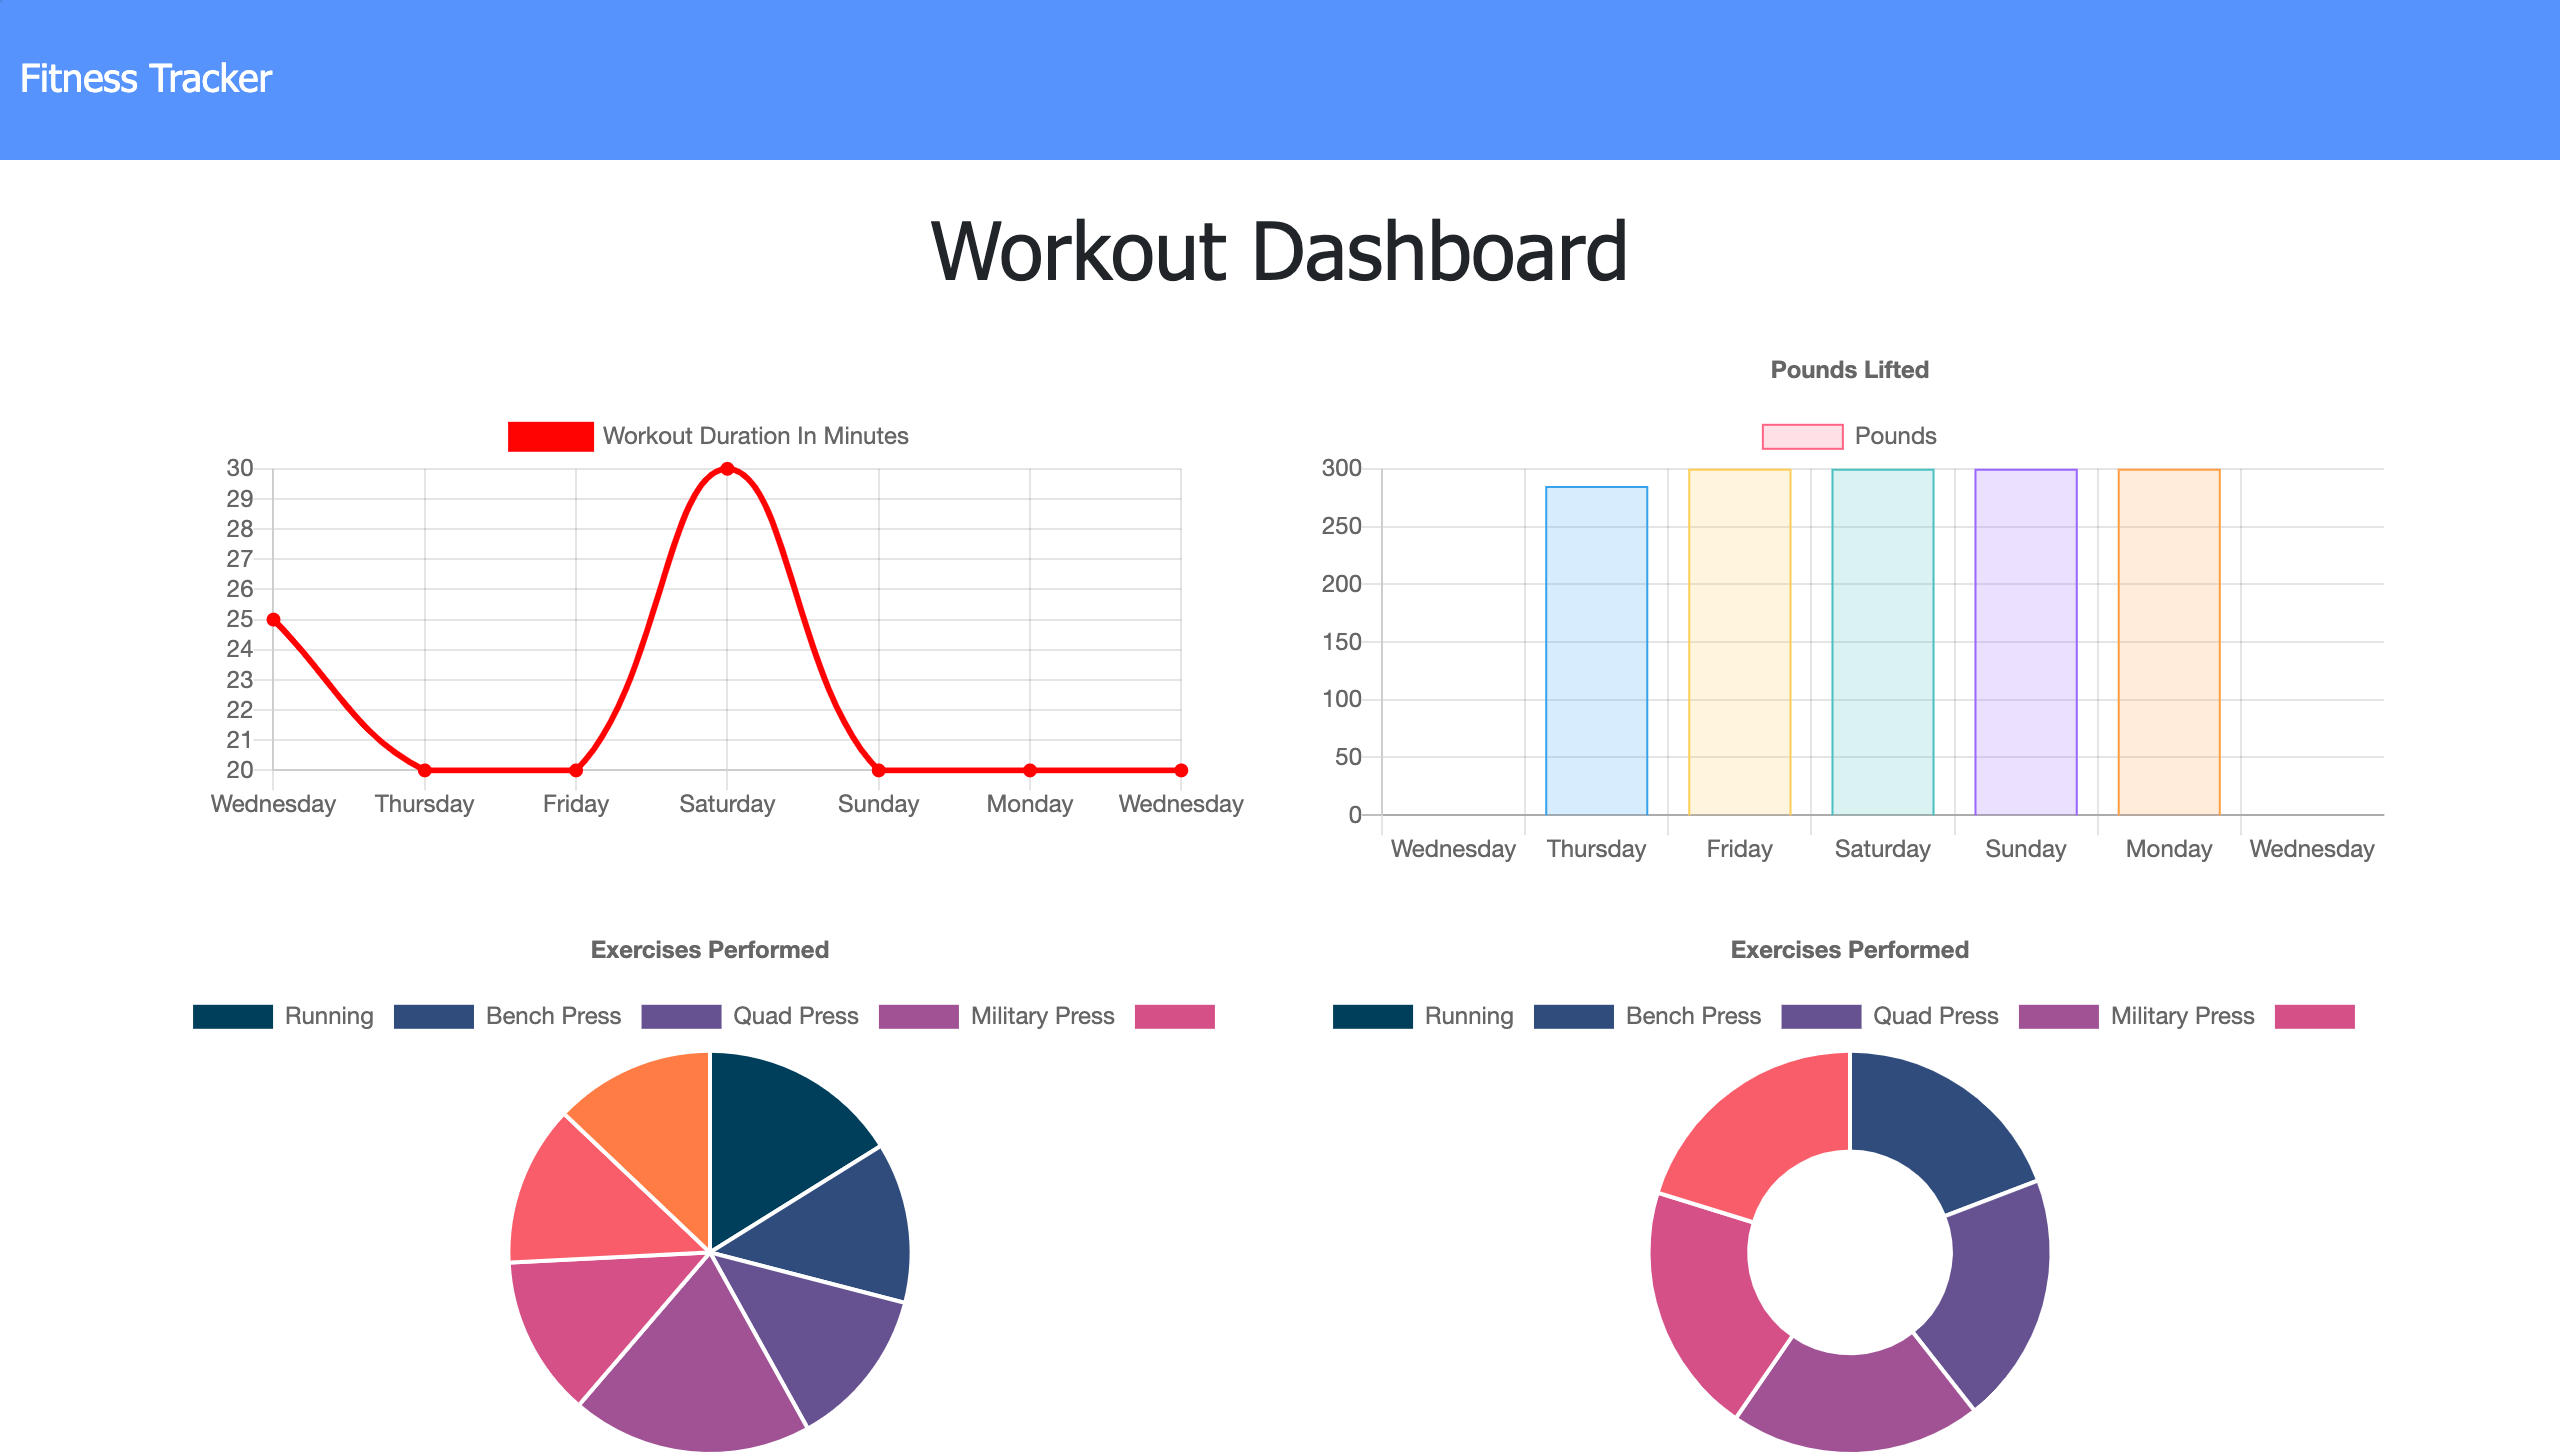 Fitness Tracker
Workout Dashboard
Workout Duration In Minutes
30
29
28
27
26
25
24
23
22
21
20
Wednesday Thursday Friday Saturday Sunday Monday Wednesday
Pounds Lifted
Pounds
300
250
200
150
100
50
0
Wednesday Thursday Friday Saturday Sunday Monday Wednesday
Exercises Performed
Running Bench Press Quad Press Military Press
Exercises Performed
Running Bench Press Quad Press Military Press